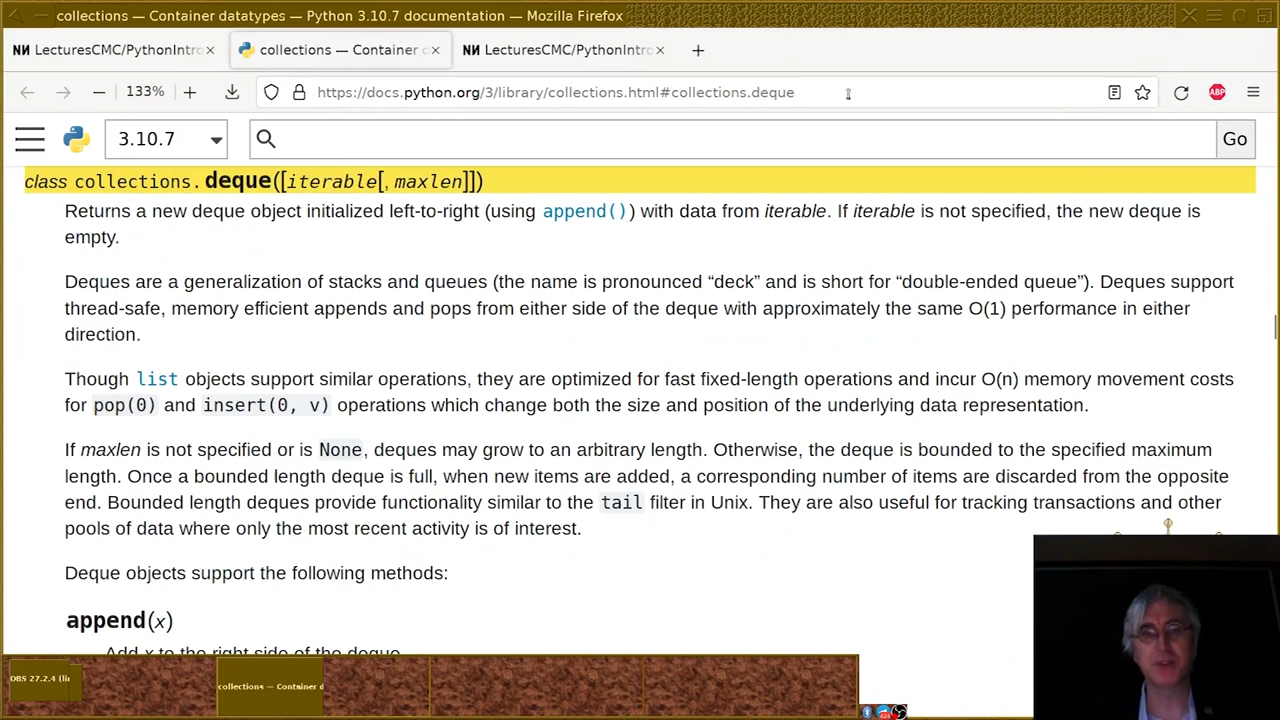 collections — Container datatypes — Python 3.10.7 documentation — Mozilla Firefox
ИИ LecturesCMC/PythonIntro ×
collections — Container d ×
ИИ LecturesCMC/PythonIntro × +
133%
https://docs.python.org/3/library/collections.html#collections.deque
ABP
3.10.7
Go
class collections.deque([iterable[, maxlen]])
Returns a new deque object initialized left-to-right (using append()) with data from iterable. If iterable is not specified, the new deque is
empty.
Deques are a generalization of stacks and queues (the name is pronounced “deck” and is short for “double-ended queue”). Deques support
thread-safe, memory efficient appends and pops from either side of the deque with approximately the same O(1) performance in either
direction.
Though list objects support similar operations, they are optimized for fast fixed-length operations and incur O(n) memory movement costs
for pop(0) and insert(0, v) operations which change both the size and position of the underlying data representation.
If maxlen is not specified or is None, deques may grow to an arbitrary length. Otherwise, the deque is bounded to the specified maximum
length. Once a bounded length deque is full, when new items are added, a corresponding number of items are discarded from the opposite
end. Bounded length deques provide functionality similar to the tail filter in Unix. They are also useful for tracking transactions and other
pools of data where only the most recent activity is of interest.
Deque objects support the following methods:
append(x)
Add x to the right side of the deque.
OBS 27.2.4 (li
collections — Container d